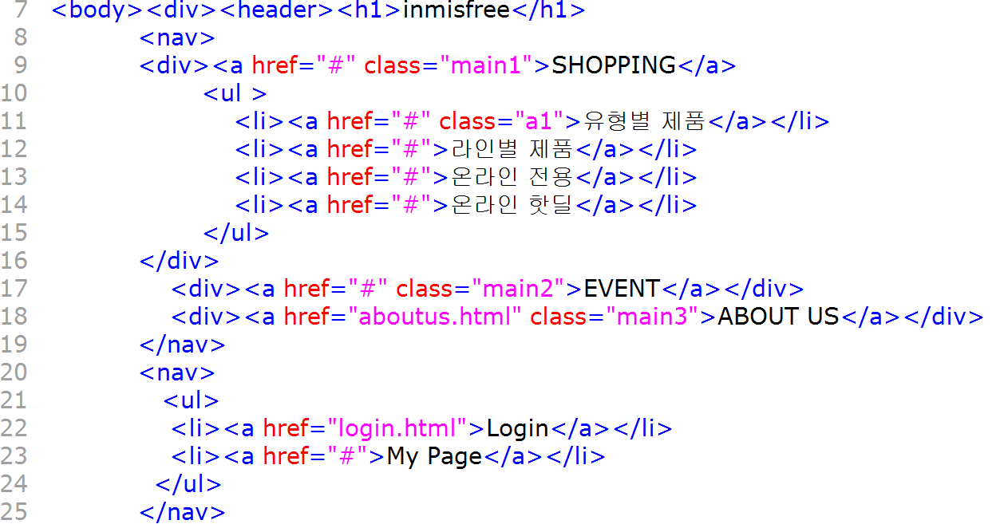 7 <body><div><header><h1>inmisfree</h1>
8 <nav>
9 <div><a href="#" class="main1">SHOPPING</a>
10 <ul >
11 <li><a href="#" class="a1">유형별 제품</a></li>
12 <li><a href="#">라인별 제품</a></li>
13 <li><a href="#">온라인 전용</a></li>
14 <li><a href="#">온라인 핫딜</a></li>
15 </ul>
16 </div>
17 <div><a href="#" class="main2">EVENT</a></div>
18 <div><a href="aboutus.html" class="main3">ABOUT US</a></div>
19 </nav>
20 <nav>
21 <ul>
22 <li><a href="login.html">Login</a></li>
23 <li><a href="#">My Page</a></li>
24 </ul>
25 </nav>